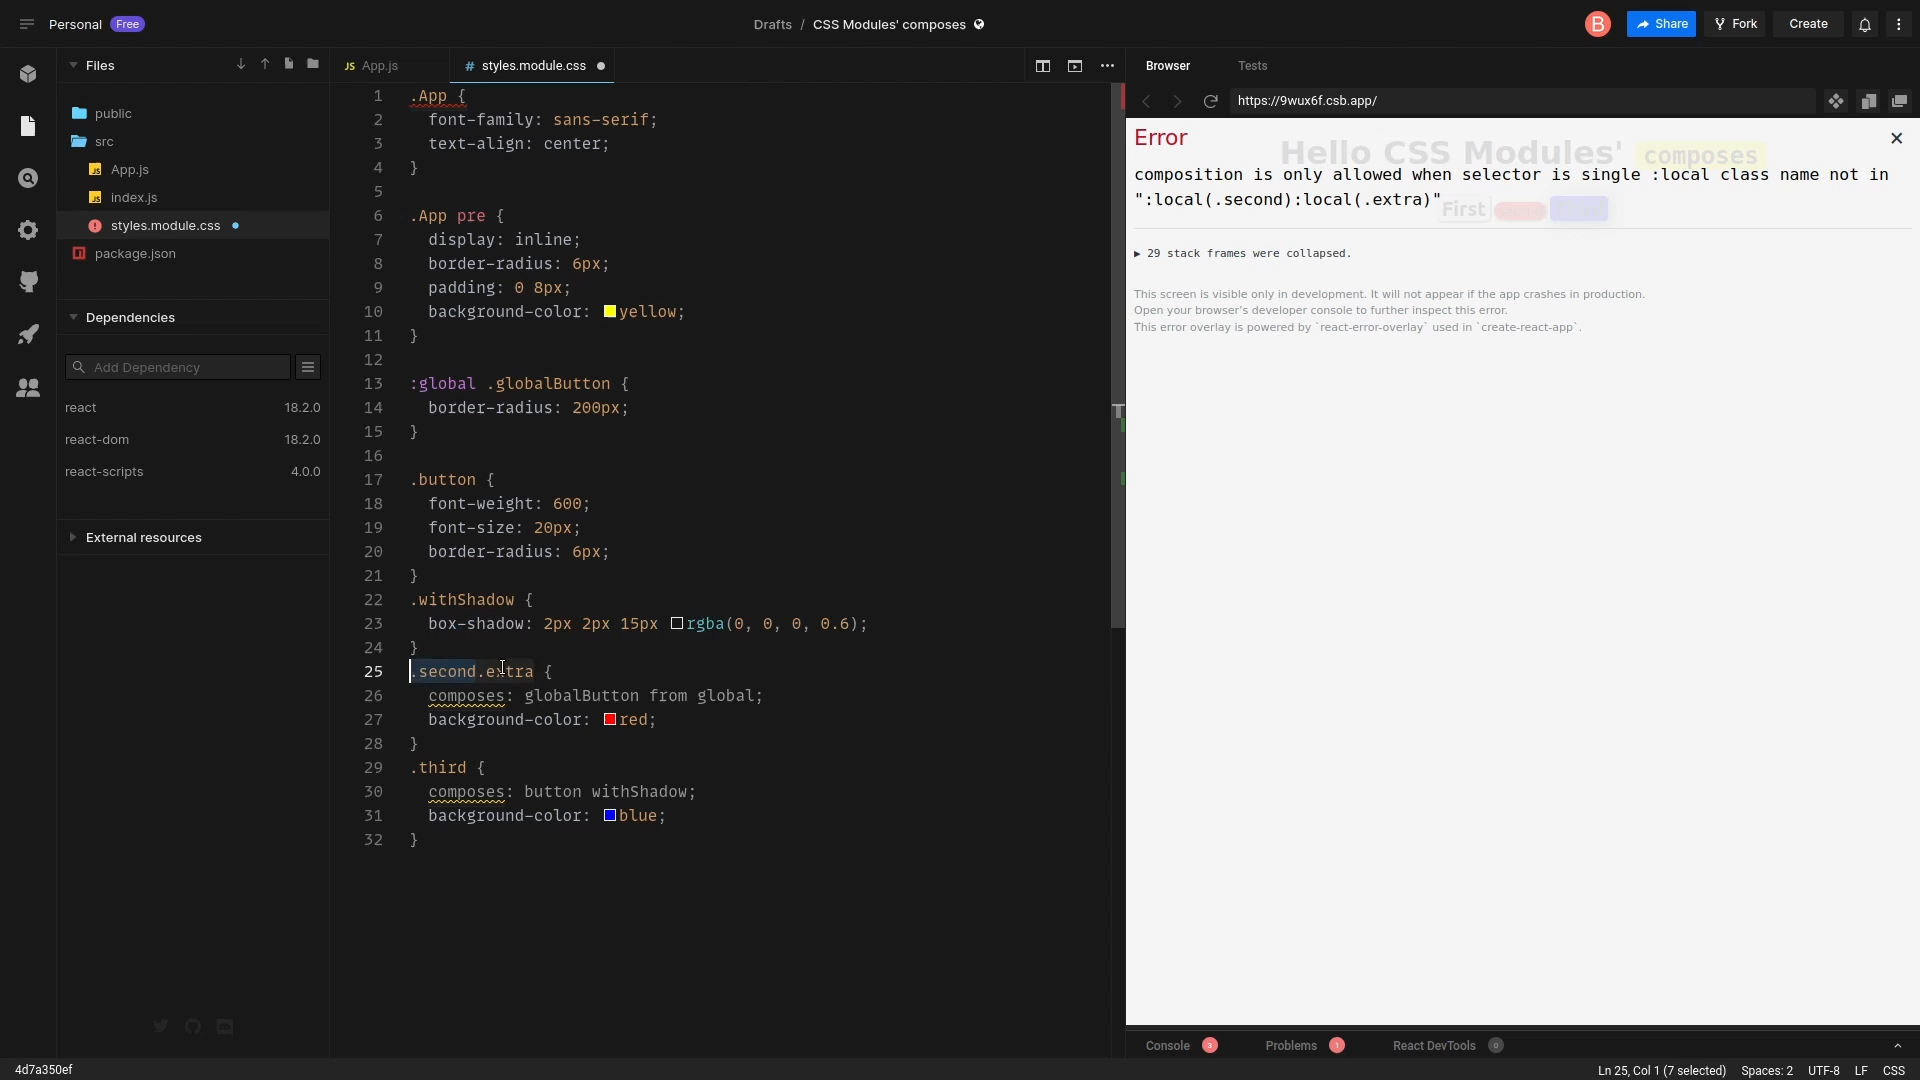 Personal Free
Drafts / CSS Modules' composes
B Share Fork Create
Files
public
src
JS App.js
JS index.js
styles.module.css
package.json
Dependencies
Add Dependency
react 18.2.0
react-dom 18.2.0
react-scripts 4.0.0
External resources
JS App.js # styles.module.css
1 .App {
2 font-family: sans-serif;
3 text-align: center;
4 }
5
6 .App pre {
7 display: inline;
8 border-radius: 6px;
9 padding: 0 8px;
10 background-color: yellow;
11 }
12
13 :global .globalButton {
14 border-radius: 200px;
15 }
16
17 .button {
18 font-weight: 600;
19 font-size: 20px;
20 border-radius: 6px;
21 }
22 .withShadow {
23 box-shadow: 2px 2px 15px rgba(0, 0, 0, 0.6);
24 }
25 .second.extra {
26 composes: globalButton from global;
27 background-color: red;
28 }
29 .third {
30 composes: button withShadow;
31 background-color: blue;
32 }
Browser Tests
https://9wux6f.csb.app/
Error
Hello CSS Modules' composes
composition is only allowed when selector is single :local class name not in
":local(.second):local(.extra)"
First
▶ 29 stack frames were collapsed.
This screen is visible only in development. It will not appear if the app crashes in production.
Open your browser's developer console to further inspect this error.
This error overlay is powered by `react-error-overlay` used in `create-react-app`.
Console 3 Problems 1 React DevTools 0
4d7a350ef
Ln 25, Col 1 (7 selected) Spaces: 2 UTF-8 LF CSS